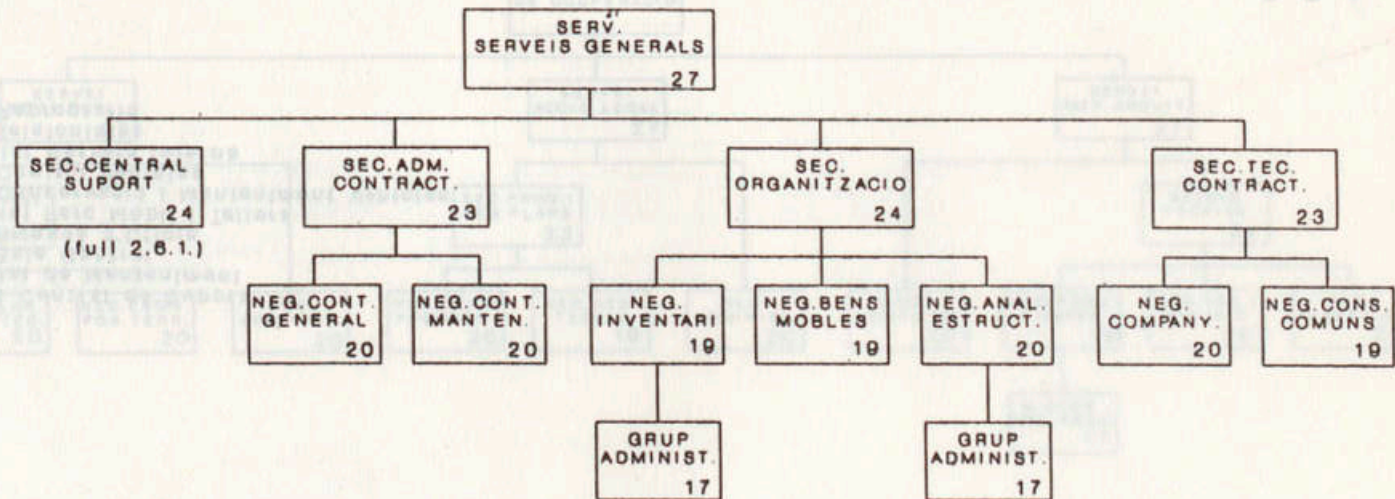 SERV.
SERVEIS GENERALS
27
SEC.CENTRAL
SUPORT
24
(full 2.6.1.)
SEC.ADM.
CONTRACT.
23
SEC.
ORGANITZACIO
24
SEC.TEC.
CONTRACT.
23
NEG.CONT.
GENERAL
20
NEG.CONT.
MANTEN.
20
NEG.
INVENTARI
19
NEG.BENS
MOBLES
19
NEG.ANAL.
ESTRUCT.
20
NEG.
COMPANY.
20
NEG.CONS.
COMUNS
19
GRUP
ADMINIST.
17
GRUP
ADMINIST.
17